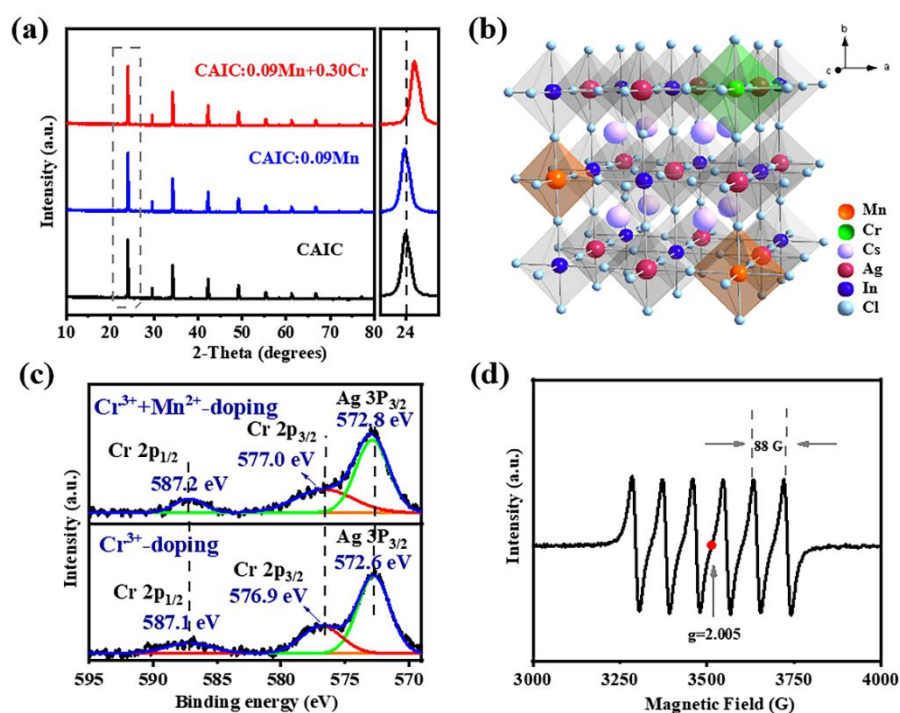 (a)
CAIC:0.09Mn+0.30Cr
CAIC:0.09Mn
CAIC
Intensity (a.u.)
10 20 30 40 50 60 70 80 24
2-Theta (degrees)
(b)
b
c a
Mn
Cr
Cs
Ag
In
Cl
(c)
Cr³⁺+Mn²⁺-doping
Ag 3P₃/₂
572.8 eV
Cr 2p₃/₂
577.0 eV
Cr 2p₁/₂
587.2 eV
Cr³⁺-doping
Ag 3P₃/₂
572.6 eV
Cr 2p₃/₂
576.9 eV
Cr 2p₁/₂
587.1 eV
Intensity (a.u.)
595 590 585 580 575 570
Binding energy (eV)
(d)
88 G
g=2.005
Intensity (a.u.)
3000 3250 3500 3750 4000
Magnetic Field (G)